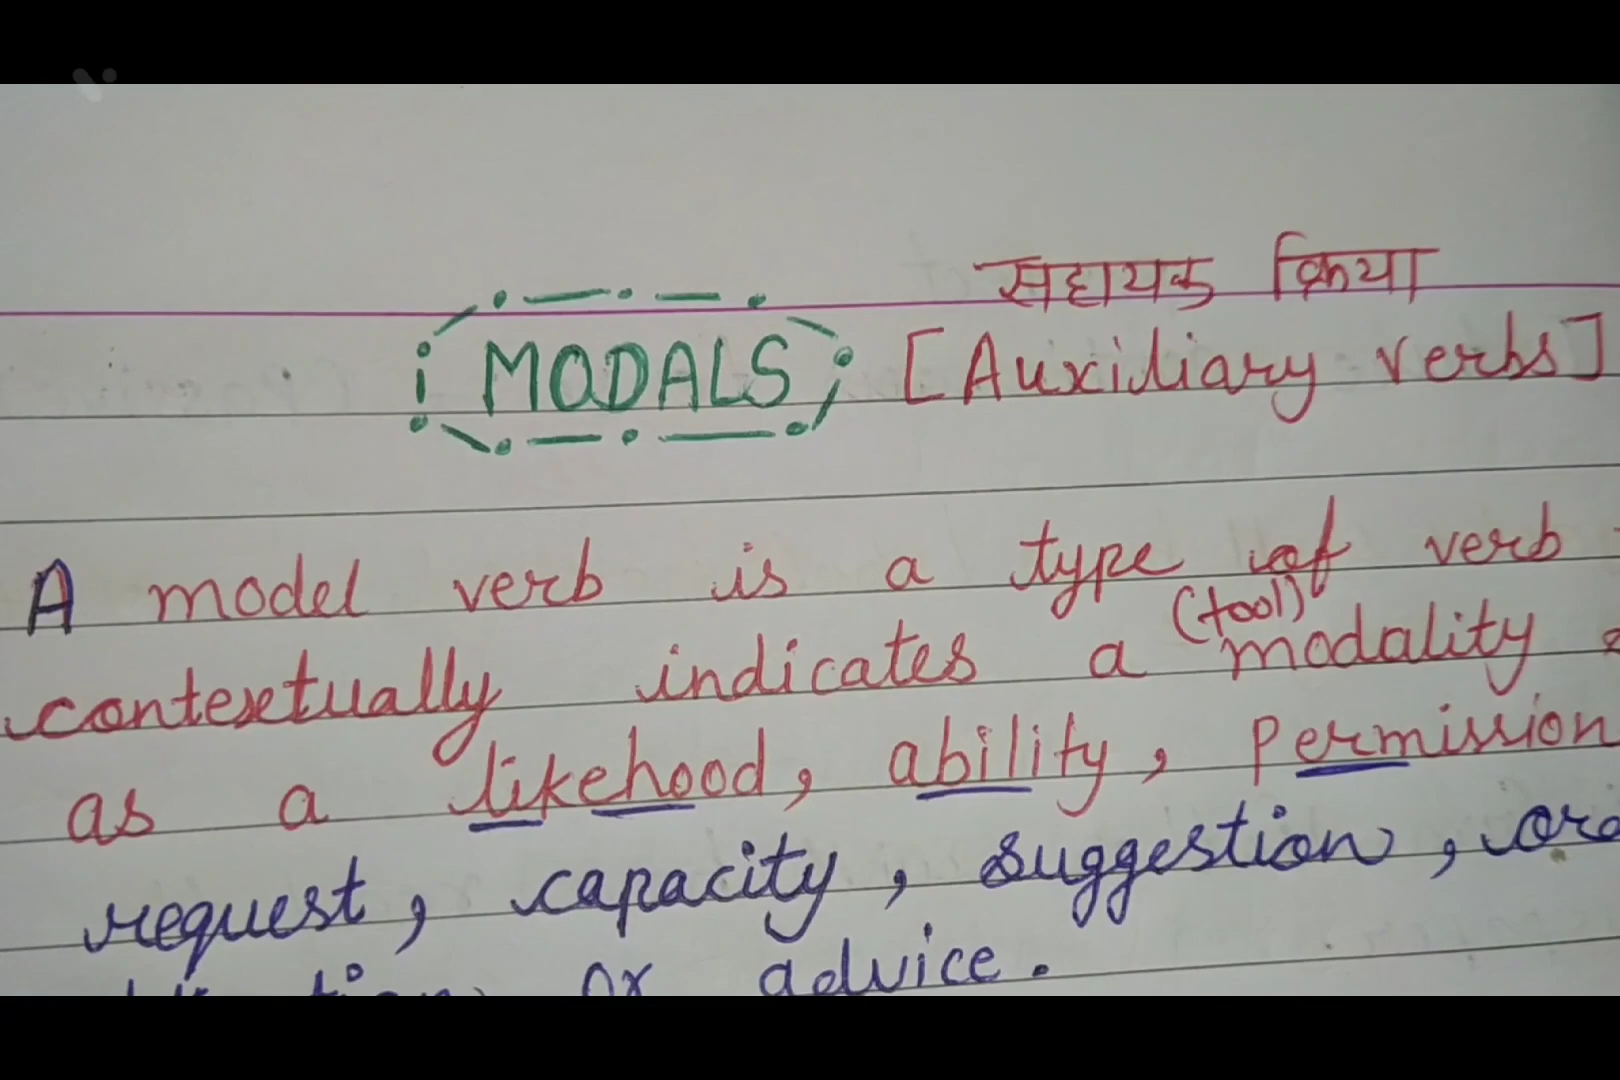 सहायक क्रिया
MODALS [Auxiliary verbs]
A model verb is a type of verb
(tool)
contextually indicates a modality
as a likehood, ability, permission
request, capacity, suggestion, ore
or advice.